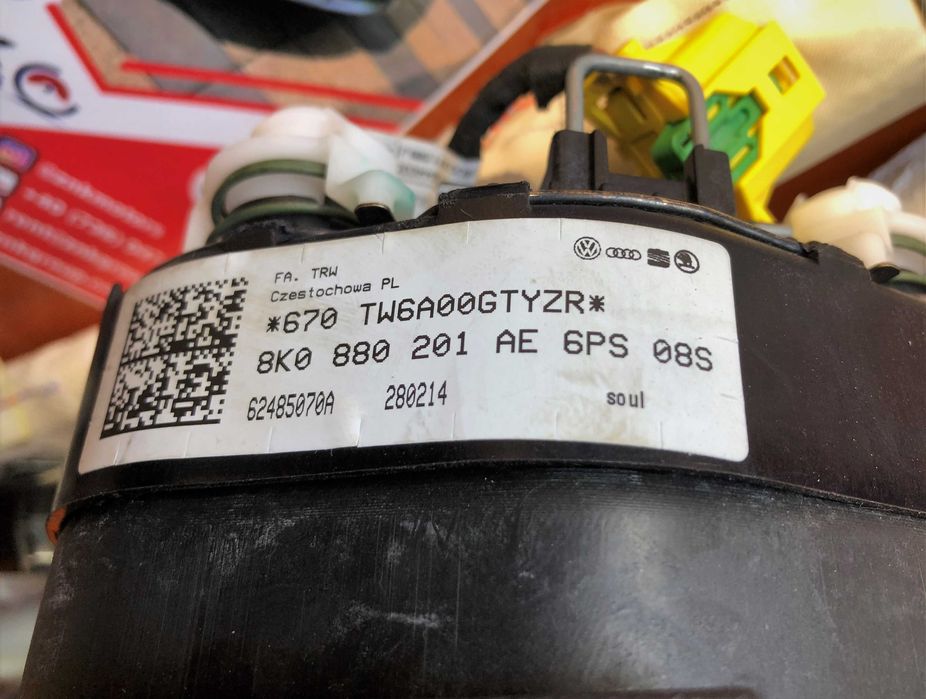 FA. TRW
Czestochowa PL
*670 TW6A00GTYZR*
8K0 880 201 AE 6PS 08S
62485070A 280214 soul